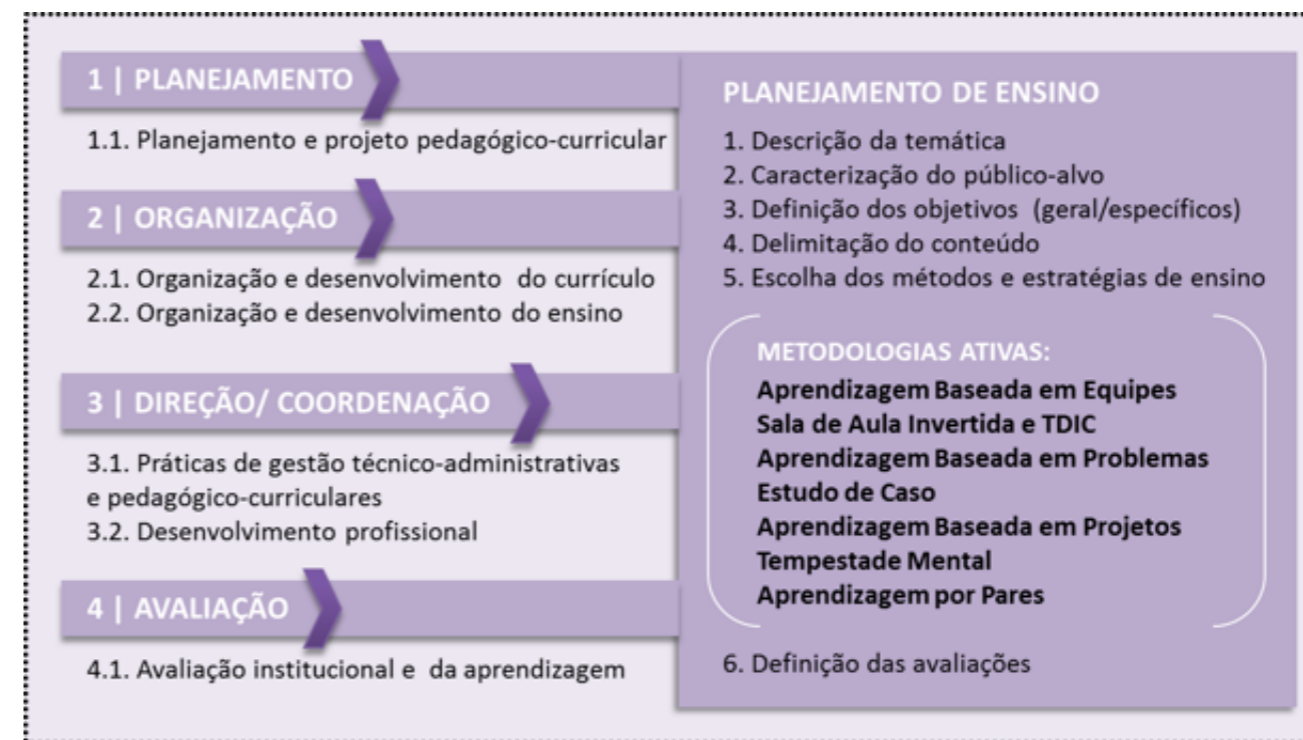 1 | PLANEJAMENTO
1.1. Planejamento e projeto pedagógico-curricular
2 | ORGANIZAÇÃO
2.1. Organização e desenvolvimento do currículo
2.2. Organização e desenvolvimento do ensino
3 | DIREÇÃO/ COORDENAÇÃO
3.1. Práticas de gestão técnico-administrativas
e pedagógico-curriculares
3.2. Desenvolvimento profissional
4 | AVALIAÇÃO
4.1. Avaliação institucional e da aprendizagem
PLANEJAMENTO DE ENSINO
1. Descrição da temática
2. Caracterização do público-alvo
3. Definição dos objetivos (geral/específicos)
4. Delimitação do conteúdo
5. Escolha dos métodos e estratégias de ensino
METODOLOGIAS ATIVAS:
Aprendizagem Baseada em Equipes
Sala de Aula Invertida e TDIC
Aprendizagem Baseada em Problemas
Estudo de Caso
Aprendizagem Baseada em Projetos
Tempestade Mental
Aprendizagem por Pares
6. Definição das avaliações